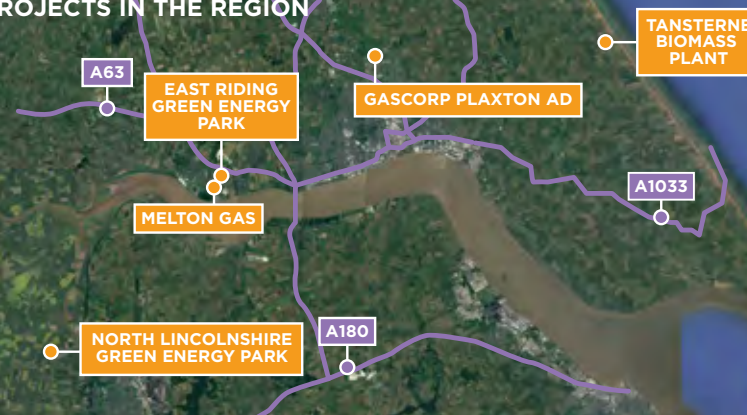 ROJECTS IN THE REGION
TANSTERNE
BIOMASS
PLANT
A63
EAST RIDING
GREEN ENERGY
PARK
GASCORP PLAXTON AD
A1033
MELTON GAS
A180
NORTH LINCOLNSHIRE
GREEN ENERGY PARK